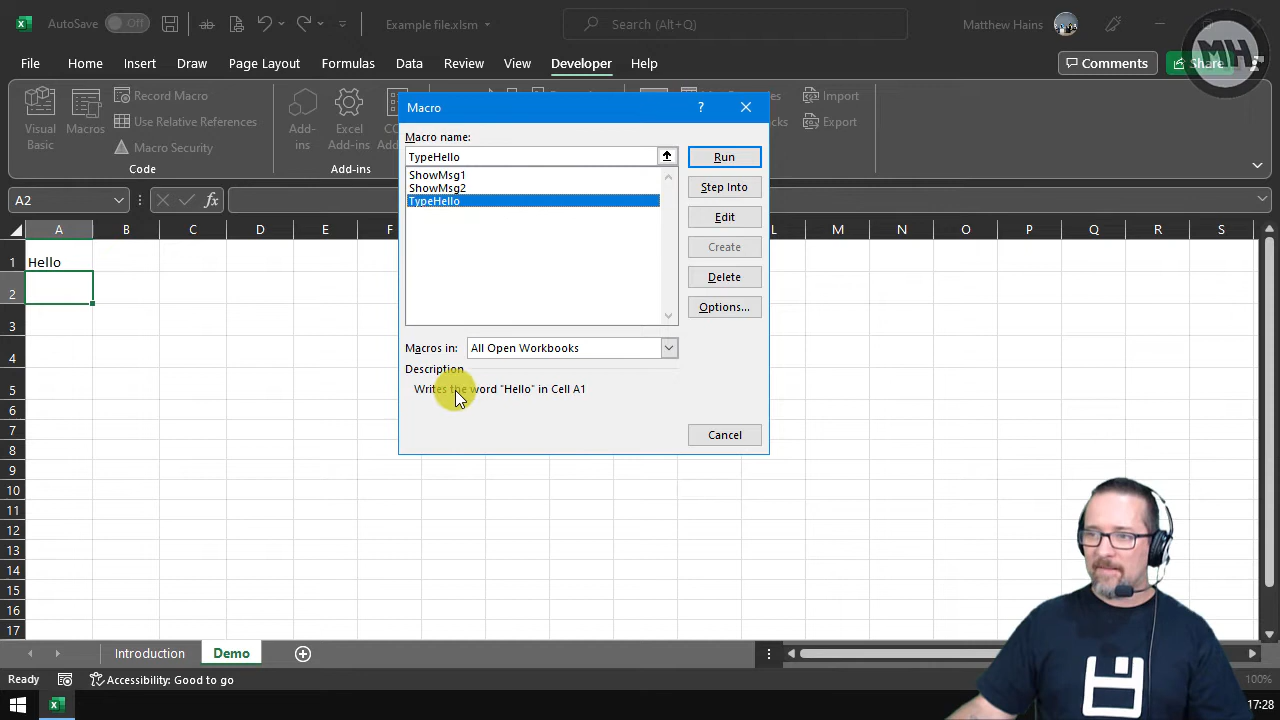 AutoSave Off Example file.xlsm Search (Alt+Q) Matthew Hains
MH
File Home Insert Draw Page Layout Formulas Data Review View Developer Help Comments Share
Visual Basic
Macros
Record Macro
Use Relative References
Macro Security
Code
Add-ins
Excel Add-ins
Add-ins
Import
Export
A2
A B C D E F L M N O P Q R S
1 Hello
2
3
4
5
6
7
8
9
10
11
12
13
14
15
16
17
Macro ?
Macro name:
TypeHello
ShowMsg1
ShowMsg2
TypeHello
Run
Step Into
Edit
Create
Delete
Options...
Macros in: All Open Workbooks
Description
Writes the word "Hello" in Cell A1
Cancel
Introduction Demo
Ready Accessibility: Good to go 100%
17:28